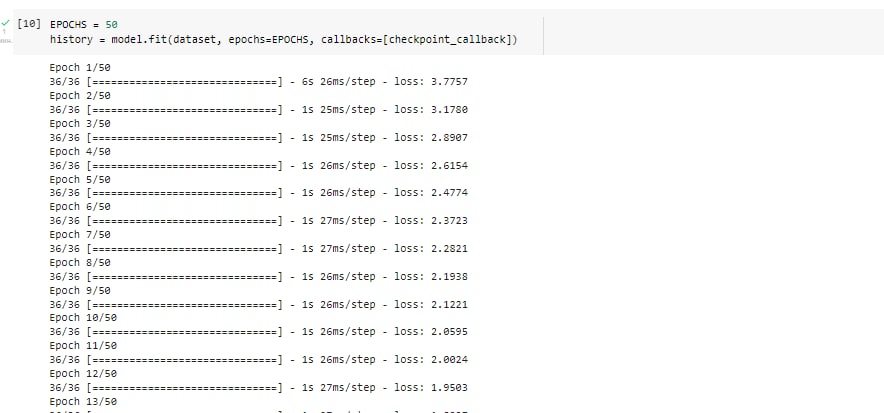 [10] EPOCHS = 50
history = model.fit(dataset, epochs=EPOCHS, callbacks=[checkpoint_callback])
Epoch 1/50
36/36 [==============================] - 6s 26ms/step - loss: 3.7757
Epoch 2/50
36/36 [==============================] - 1s 25ms/step - loss: 3.1780
Epoch 3/50
36/36 [==============================] - 1s 25ms/step - loss: 2.8907
Epoch 4/50
36/36 [==============================] - 1s 26ms/step - loss: 2.6154
Epoch 5/50
36/36 [==============================] - 1s 26ms/step - loss: 2.4774
Epoch 6/50
36/36 [==============================] - 1s 27ms/step - loss: 2.3723
Epoch 7/50
36/36 [==============================] - 1s 27ms/step - loss: 2.2821
Epoch 8/50
36/36 [==============================] - 1s 26ms/step - loss: 2.1938
Epoch 9/50
36/36 [==============================] - 1s 26ms/step - loss: 2.1221
Epoch 10/50
36/36 [==============================] - 1s 26ms/step - loss: 2.0595
Epoch 11/50
36/36 [==============================] - 1s 26ms/step - loss: 2.0024
Epoch 12/50
36/36 [==============================] - 1s 27ms/step - loss: 1.9503
Epoch 13/50